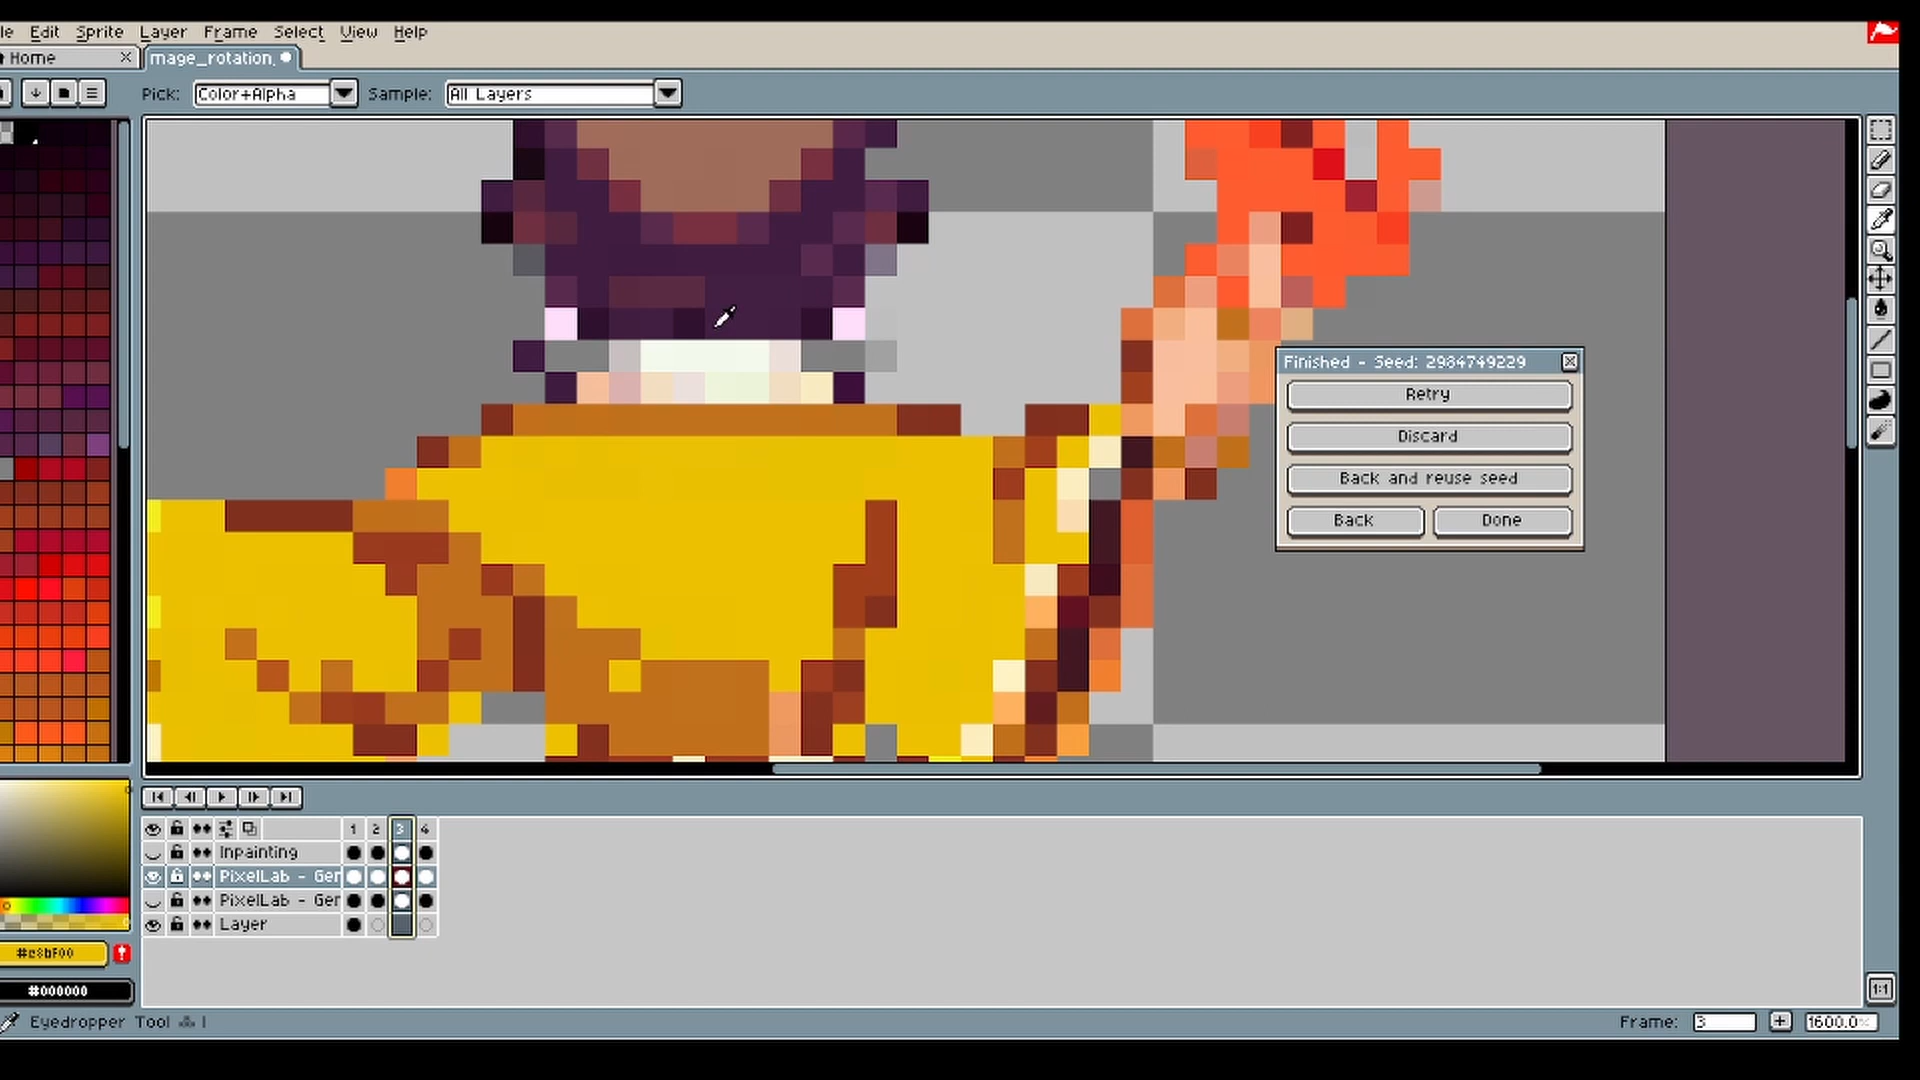 le Edit Sprite Layer Frame Select View Help
Home mage_rotation.
Pick: Color+Alpha Sample: All Layers
Finished - Seed: 2984749229
Retry
Discard
Back and reuse seed
Back Done
1 2 3 4
Inpainting
PixelLab - Ger
PixelLab - Ger
Layer
#e8bf00
#000000
1:1
Eyedropper Tool Frame: 3 1600.0%